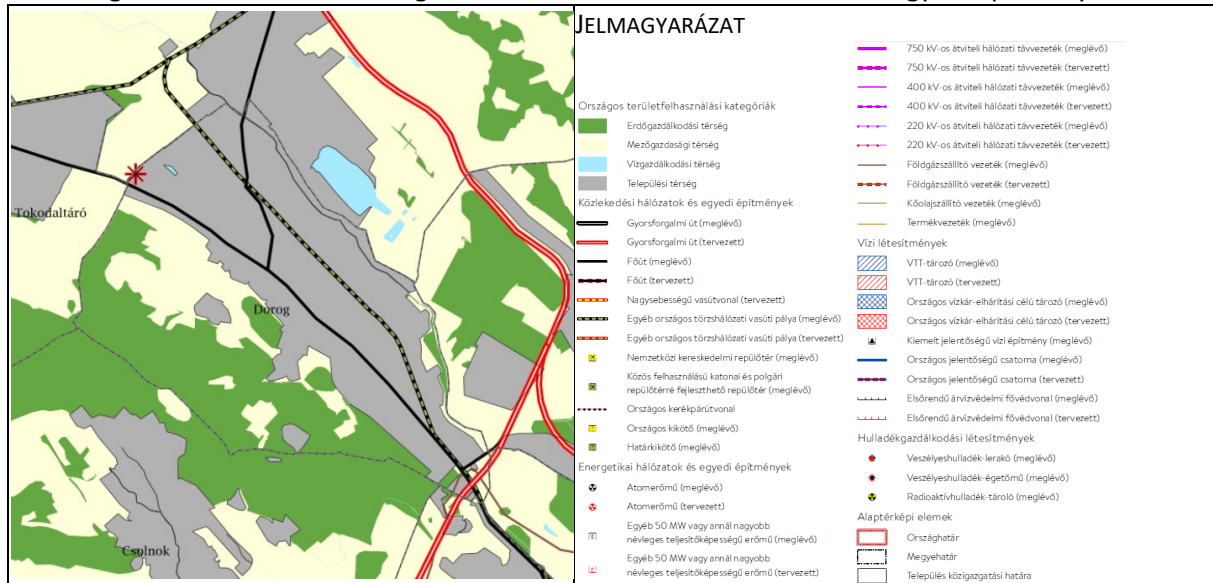 Tokodaltáró
Dorog
Csolnok
JELMAGYARÁZAT
Országos területfelhasználási kategóriák
Erdőgazdálkodási térség
Mezőgazdasági térség
Vízgazdálkodási térség
Települési térség
Közlekedési hálózatok és egyedi építmények
Gyorsforgalmi út (meglévő)
Gyorsforgalmi út (tervezett)
Főút (meglévő)
Főút (tervezett)
Nagysebességű vasútvonal (tervezett)
Egyéb országos törzshálózati vasúti pálya (meglévő)
Egyéb országos törzshálózati vasúti pálya (tervezett)
Nemzetközi kereskedelmi repülőtér (meglévő)
Közös felhasználású katonai és polgári
repülőtérré fejleszthető repülőtér (meglévő)
Országos kerékpárútvonal
Országos kikötő (meglévő)
Határkikötő (meglévő)
Energetikai hálózatok és egyedi építmények
Atomerőmű (meglévő)
Atomerőmű (tervezett)
Egyéb 50 MW vagy annál nagyobb
névleges teljesítőképességű erőmű (meglévő)
Egyéb 50 MW vagy annál nagyobb
névleges teljesítőképességű erőmű (tervezett)
750 kV-os átviteli hálózati távvezeték (meglévő)
750 kV-os átviteli hálózati távvezeték (tervezett)
400 kV-os átviteli hálózati távvezeték (meglévő)
400 kV-os átviteli hálózati távvezeték (tervezett)
220 kV-os átviteli hálózati távvezeték (meglévő)
220 kV-os átviteli hálózati távvezeték (tervezett)
Földgázszállító vezeték (meglévő)
Földgázszállító vezeték (tervezett)
Kőolajszállító vezeték (meglévő)
Termékvezeték (meglévő)
Vízi létesítmények
VTT-tározó (meglévő)
VTT-tározó (tervezett)
Országos vízkár-elhárítási célú tározó (meglévő)
Országos vízkár-elhárítási célú tározó (tervezett)
Kiemelt jelentőségű vízi építmény (meglévő)
Országos jelentőségű csatorna (meglévő)
Országos jelentőségű csatorna (tervezett)
Elsőrendű árvízvédelmi fővédvonal (meglévő)
Elsőrendű árvízvédelmi fővédvonal (tervezett)
Hulladékgazdálkodási létesítmények
Veszélyeshulladék-lerakó (meglévő)
Veszélyeshulladék-égetőmű (meglévő)
Radioaktívhulladék-tároló (meglévő)
Alaptérképi elemek
Országhatár
Megyehatár
Település közigazgatási határa